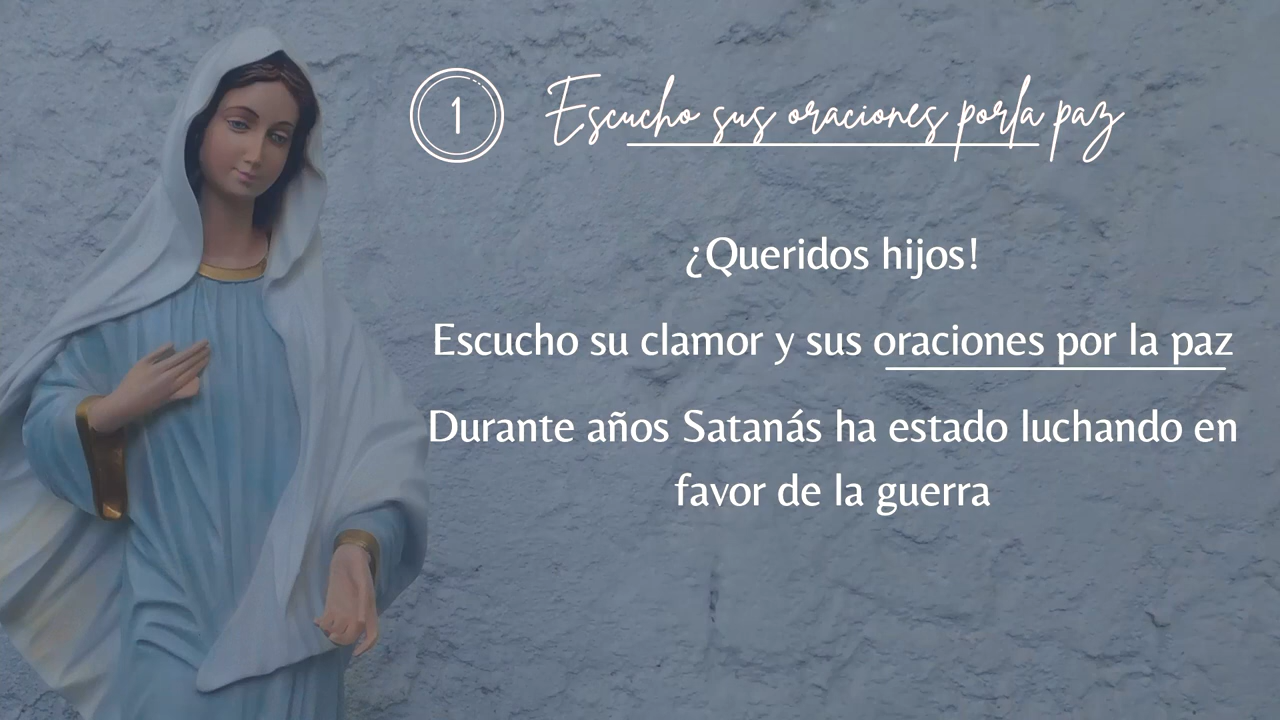 1
Escucho sus oraciones porla paz
¿Queridos hijos!
Escucho su clamor y sus oraciones por la paz
Durante años Satanás ha estado luchando en
favor de la guerra